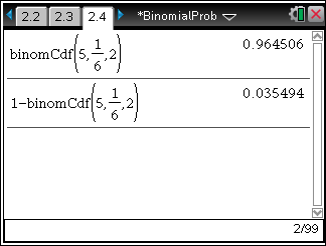 2.2 2.3 2.4 *BinomialProb
binomCdf(5,1/6,2) 0.964506
1−binomCdf(5,1/6,2) 0.035494
2/99